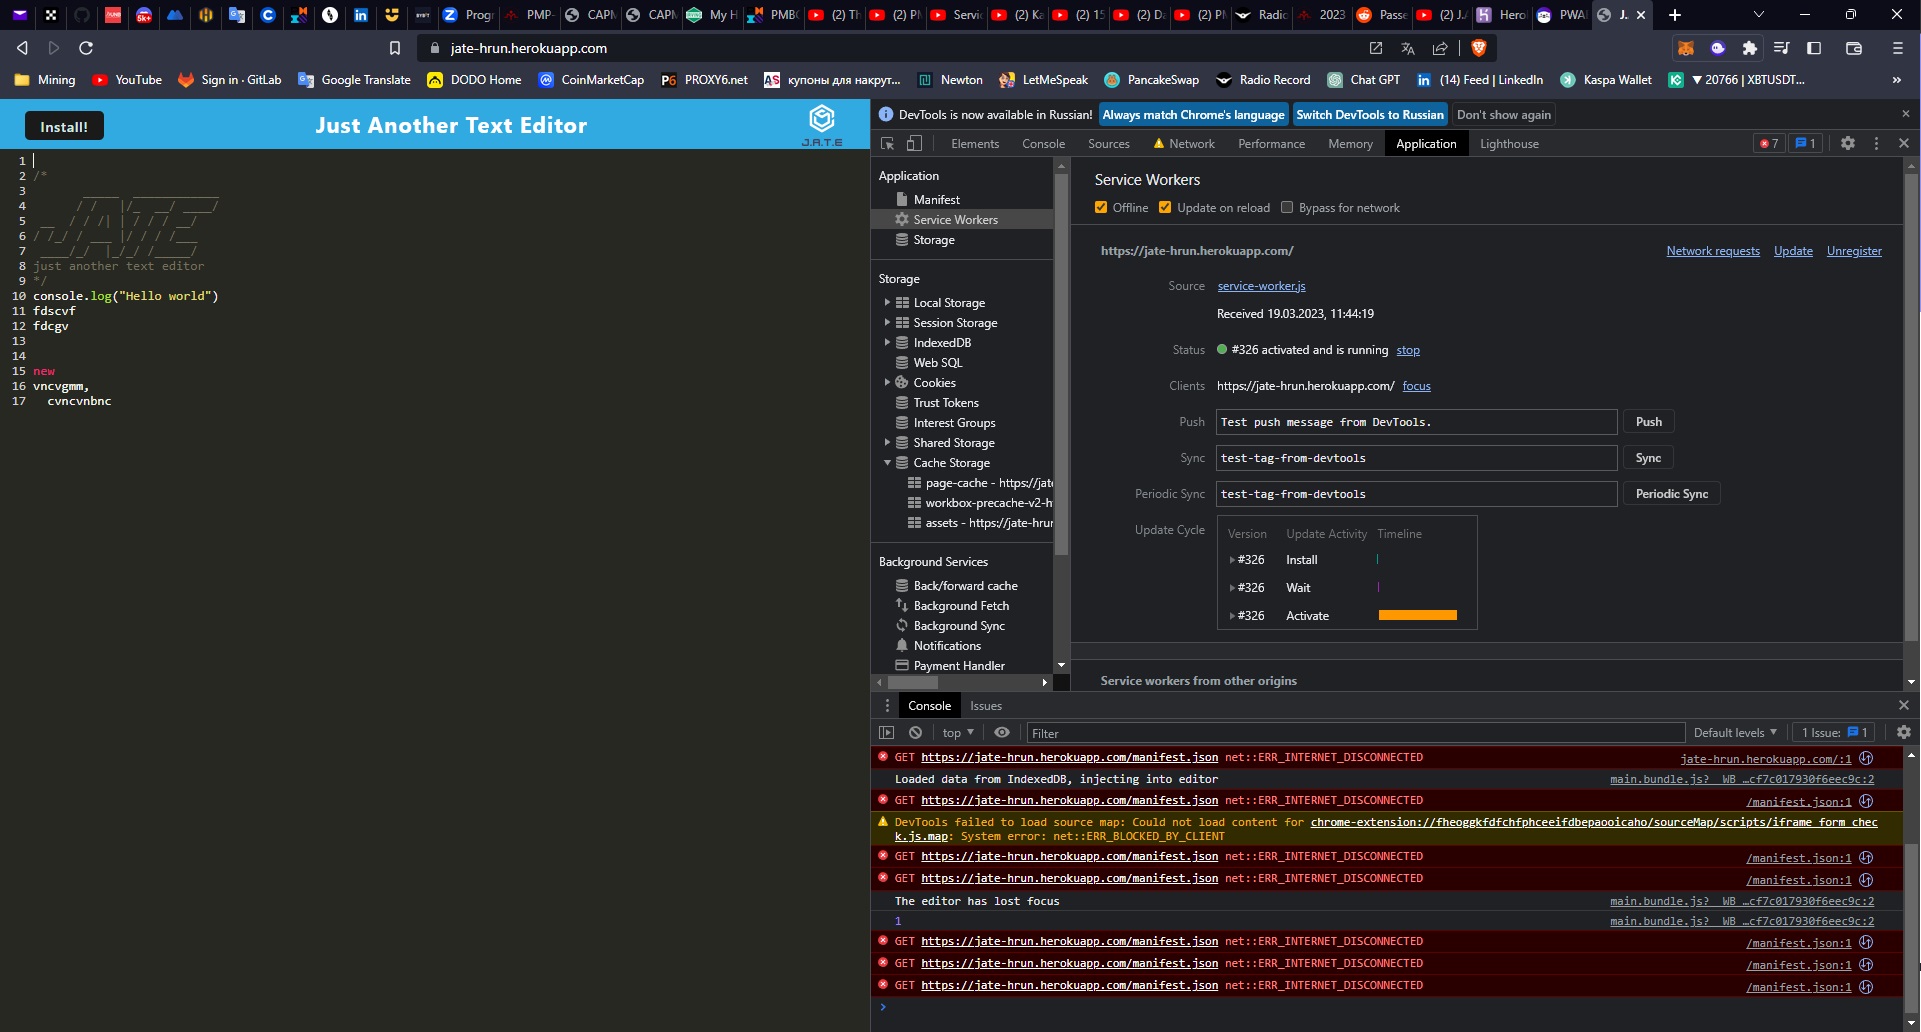 5k+
BYBIT
Progr
PMP-
CAPM
CAPM
My H
PMBO
(2) Th
(2) PM
Servic
(2) Ka
(2) 15
(2) Da
(2) PM
Radio
2023
Passe
(2) J.
Hero
PWA
J.
jate-hrun.herokuapp.com
Mining
YouTube
Sign in · GitLab
Google Translate
DODO Home
CoinMarketCap
PROXY6.net
купоны для накрут...
Newton
LetMeSpeak
PancakeSwap
Radio Record
Chat GPT
(14) Feed | LinkedIn
Kaspa Wallet
▼ 20766 | XBTUSDT...
»
Install!
Just Another Text Editor
J.A.T.E
1
2 /*
3
4
5
6
7
8 just another text editor
9 */
10 console.log("Hello world")
11 fdscvf
12 fdcgv
13
14
15 new
16 vncvgmm,
17 cvncvnbnc
DevTools is now available in Russian! Always match Chrome's language Switch DevTools to Russian Don't show again
Elements Console Sources Network Performance Memory Application Lighthouse 7 1
Application
Manifest
Service Workers
Storage
Storage
Local Storage
Session Storage
IndexedDB
Web SQL
Cookies
Trust Tokens
Interest Groups
Shared Storage
Cache Storage
page-cache - https://jate
workbox-precache-v2-h
assets - https://jate-hrun
Background Services
Back/forward cache
Background Fetch
Background Sync
Notifications
Payment Handler
Service Workers
Offline Update on reload Bypass for network
https://jate-hrun.herokuapp.com/ Network requests Update Unregister
Source service-worker.js
Received 19.03.2023, 11:44:19
Status #326 activated and is running stop
Clients https://jate-hrun.herokuapp.com/ focus
Push Test push message from DevTools. Push
Sync test-tag-from-devtools Sync
Periodic Sync test-tag-from-devtools Periodic Sync
Update Cycle Version Update Activity Timeline
#326 Install
#326 Wait
#326 Activate
Service workers from other origins
Console Issues
top Filter Default levels 1 Issue: 1
GET https://jate-hrun.herokuapp.com/manifest.json net::ERR_INTERNET_DISCONNECTED jate-hrun.herokuapp.com/:1
Loaded data from IndexedDB, injecting into editor main.bundle.js?__WB_…cf7c017930f6eec9c:2
GET https://jate-hrun.herokuapp.com/manifest.json net::ERR_INTERNET_DISCONNECTED /manifest.json:1
DevTools failed to load source map: Could not load content for chrome-extension://fheoggkfdfchfphceeifdbepaooicaho/sourceMap/scripts/iframe_form_chec
k.js.map: System error: net::ERR_BLOCKED_BY_CLIENT
GET https://jate-hrun.herokuapp.com/manifest.json net::ERR_INTERNET_DISCONNECTED /manifest.json:1
GET https://jate-hrun.herokuapp.com/manifest.json net::ERR_INTERNET_DISCONNECTED /manifest.json:1
The editor has lost focus main.bundle.js?__WB_…cf7c017930f6eec9c:2
1 main.bundle.js?__WB_…cf7c017930f6eec9c:2
GET https://jate-hrun.herokuapp.com/manifest.json net::ERR_INTERNET_DISCONNECTED /manifest.json:1
GET https://jate-hrun.herokuapp.com/manifest.json net::ERR_INTERNET_DISCONNECTED /manifest.json:1
GET https://jate-hrun.herokuapp.com/manifest.json net::ERR_INTERNET_DISCONNECTED /manifest.json:1